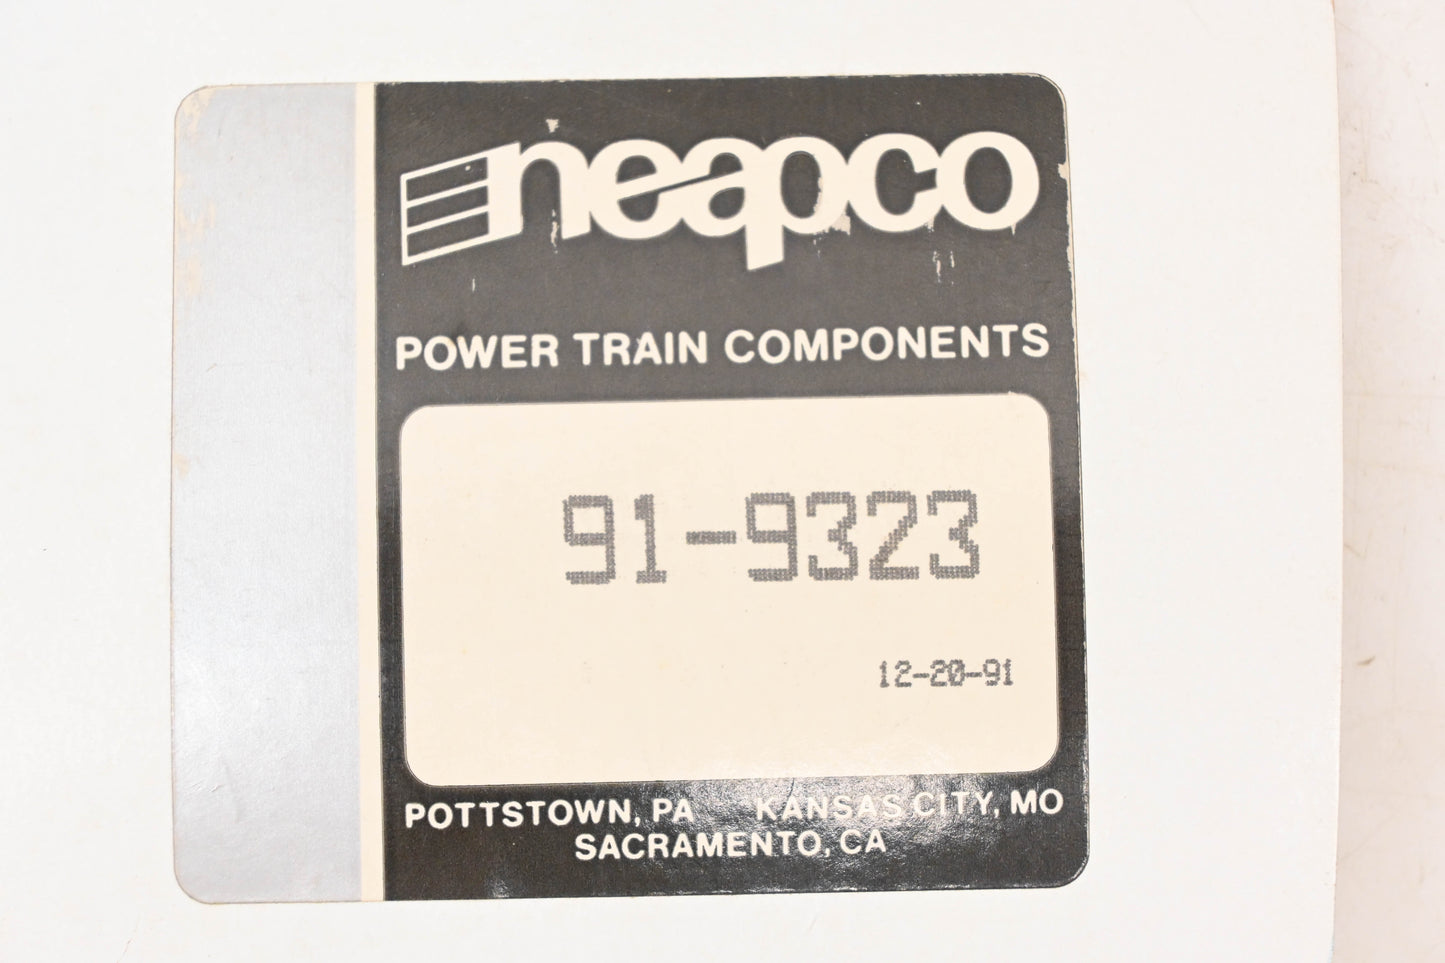 neapco
POWER TRAIN COMPONENTS
91-9323
12-20-91
POTTSTOWN, PA KANSAS CITY, MO
SACRAMENTO, CA